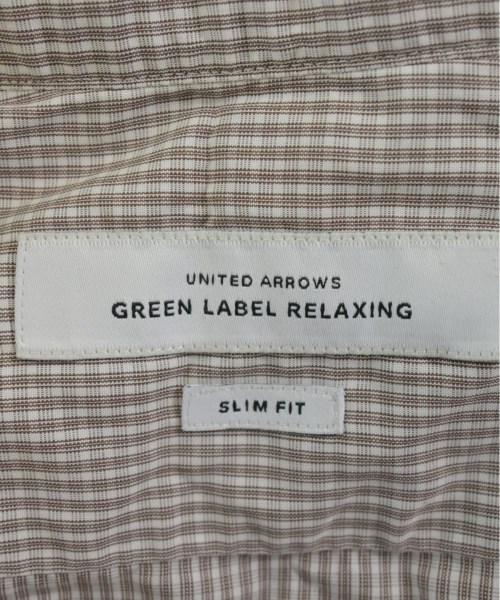 UNITED ARROWS
GREEN LABEL RELAXING
SLIM FIT